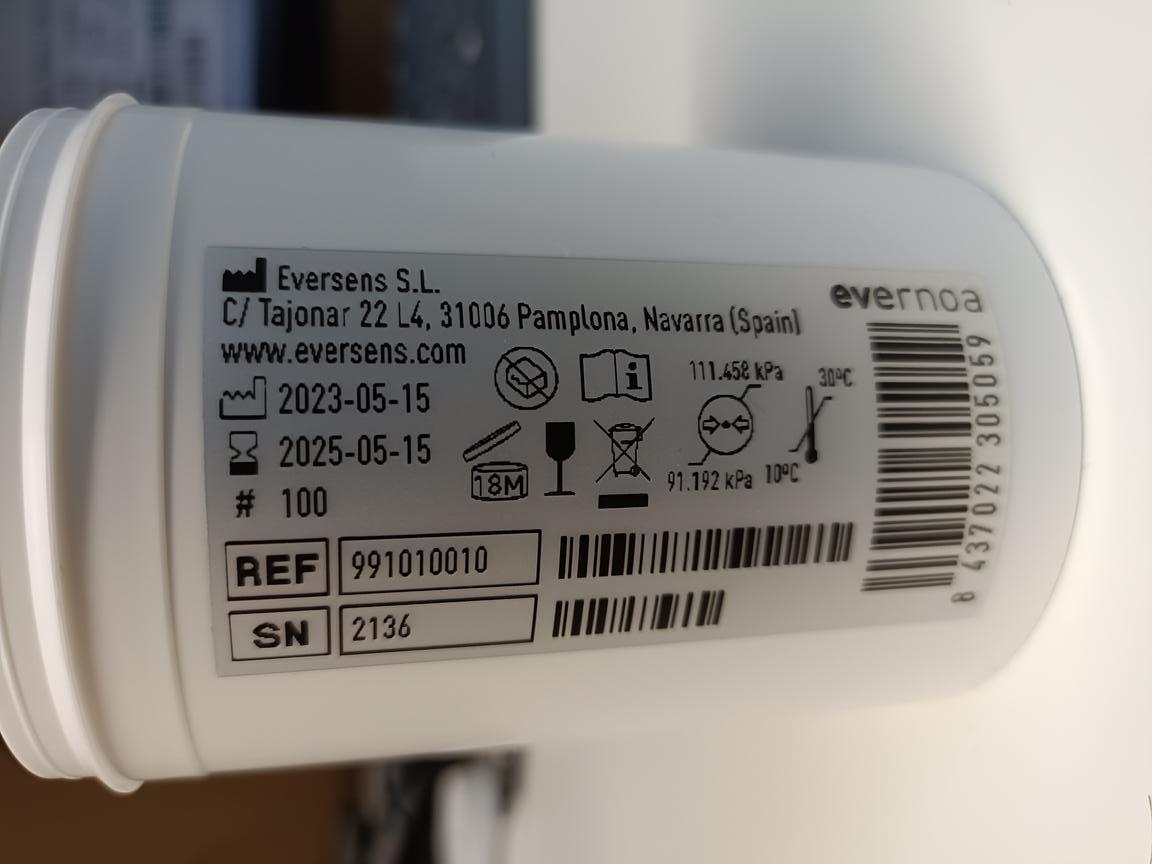 Eversens S.L.
C/ Tajonar 22 L4, 31006 Pamplona, Navarra (Spain)
www.eversens.com
2023-05-15
2025-05-15
# 100
18M
111.458 kPa
91.192 kPa
30ºC
10ºC
REF 991010010
SN 2136
evernoa
8 437022 305059